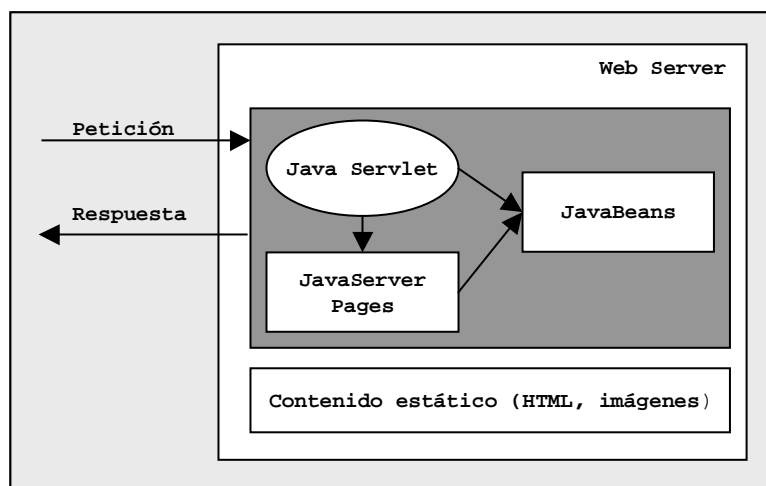 Web Server
Petición
Java Servlet
Respuesta
JavaBeans
JavaServer
Pages
Contenido estático (HTML, imágenes)